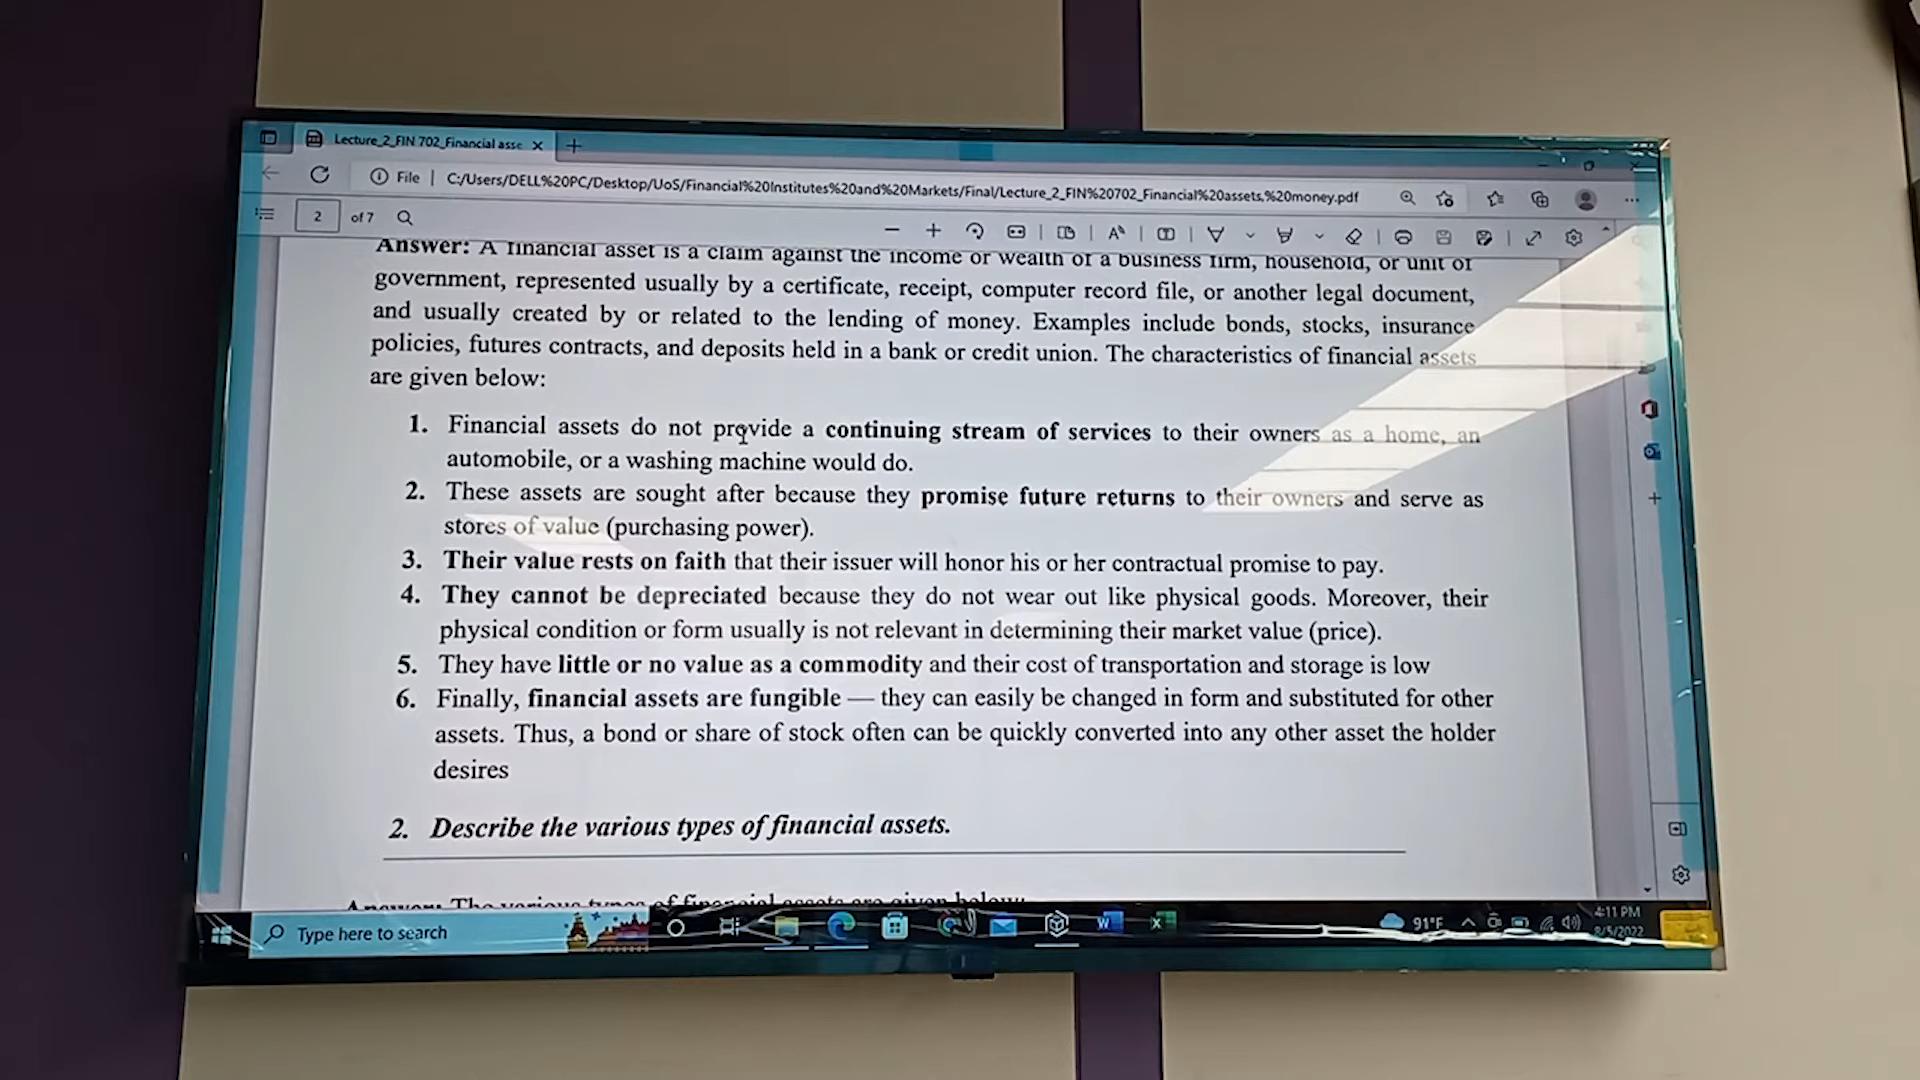 Lecture_2_FIN 702_Financial asse
File | C:/Users/DELL%20PC/Desktop/UoS/Financial%20Institutes%20and%20Markets/Final/Lecture_2_FIN%20702_Financial%20assets,%20money.pdf
2 of 7
Answer: A financial asset is a claim against the income or wealth of a business firm, household, or unit of
government, represented usually by a certificate, receipt, computer record file, or another legal document,
and usually created by or related to the lending of money. Examples include bonds, stocks, insurance
policies, futures contracts, and deposits held in a bank or credit union. The characteristics of financial assets
are given below:
1. Financial assets do not provide a continuing stream of services to their owners as a home, an
automobile, or a washing machine would do.
2. These assets are sought after because they promise future returns to their owners and serve as
stores of value (purchasing power).
3. Their value rests on faith that their issuer will honor his or her contractual promise to pay.
4. They cannot be depreciated because they do not wear out like physical goods. Moreover, their
physical condition or form usually is not relevant in determining their market value (price).
5. They have little or no value as a commodity and their cost of transportation and storage is low
6. Finally, financial assets are fungible — they can easily be changed in form and substituted for other
assets. Thus, a bond or share of stock often can be quickly converted into any other asset the holder
desires
2. Describe the various types of financial assets.
Answer: The various types of financial assets are given below:
Type here to search
91°F
4:11 PM
8/5/2022